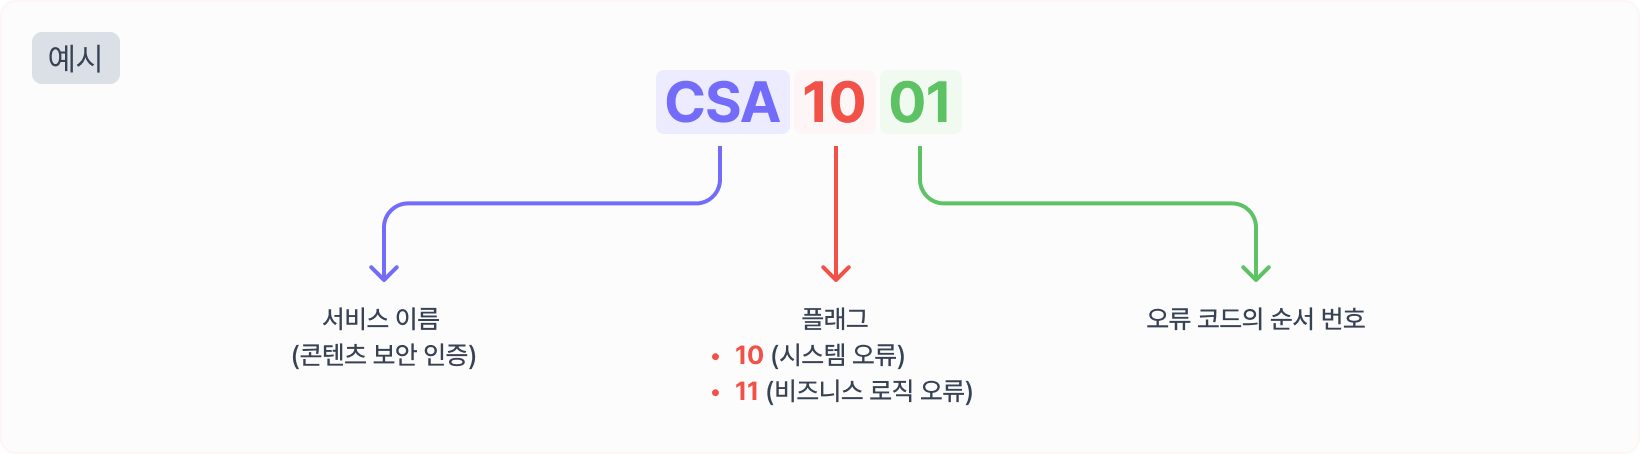 예시
CSA 10 01
서비스 이름
(콘텐츠 보안 인증)
플래그
• 10 (시스템 오류)
• 11 (비즈니스 로직 오류)
오류 코드의 순서 번호